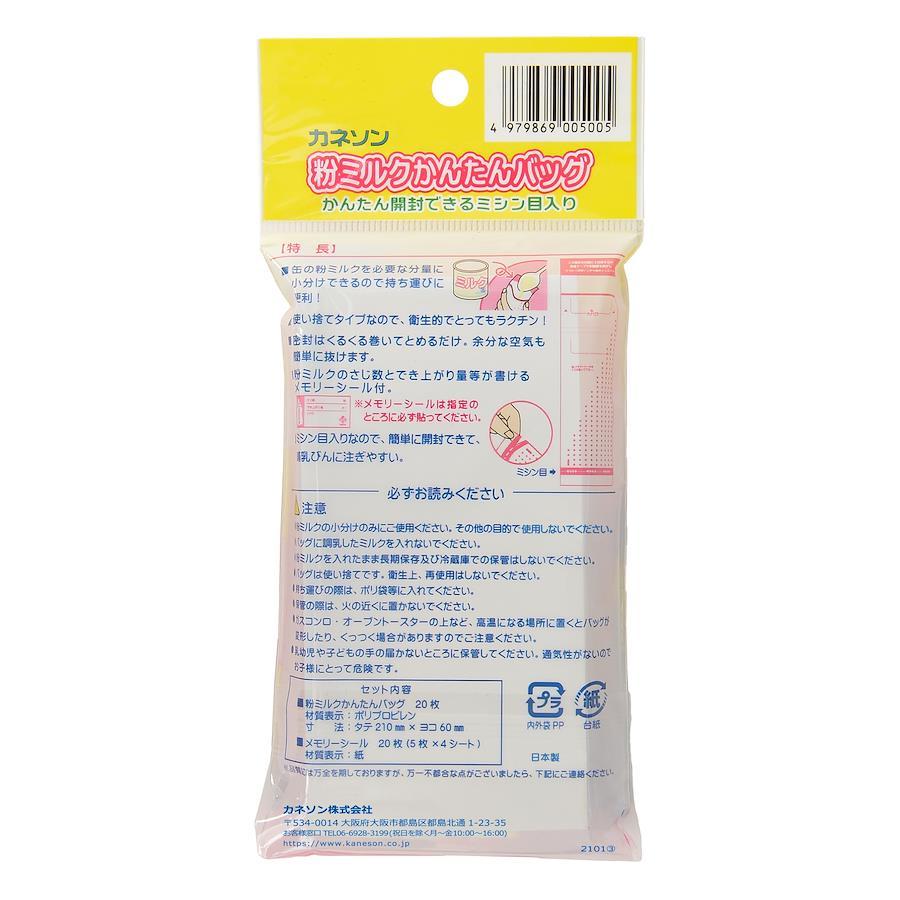 4 979869 005005
カネソン
粉ミルクかんたんバッグ
かんたん開封できるミシン目入り
【特 長】
缶の粉ミルクを必要な分量に
小分けできるので持ち運びに
便利！
ミルク
使い捨てタイプなので、衛生的でとってもラクチン！
密封はくるくる巻いてとめるだけ。余分な空気も
簡単に抜けます。
粉ミルクのさじ数とでき上がり量等が書ける
メモリーシール付。
※メモリーシールは指定の
ところに必ず貼ってください。
ミシン目入りなので、簡単に開封できて、
哺乳びんに注ぎやすい。
ミシン目➡
必ずお読みください
注意
粉ミルクの小分けのみにご使用ください。その他の目的で使用しないでください。
バッグに調乳したミルクを入れないでください。
粉ミルクを入れたまま長期保存及び冷蔵庫での保管はしないでください。
バッグは使い捨てです。衛生上、再使用はしないでください。
●持ち運びの際は、ポリ袋等に入れてください。
●保管の際は、火の近くに置かないでください。
●ガスコンロ・オーブントースターの上など、高温になる場所に置くとバッグが
変形したり、くっつく場合がありますのでご注意ください。
●乳幼児や子どもの手の届かないところに保管してください。通気性がないので
お子様にとって危険です。
セット内容
■粉ミルクかんたんバッグ 20枚
材質表示：ポリプロピレン
寸 法：タテ210mm×ヨコ60mm
■メモリーシール 20枚（5枚×4シート）
材質表示：紙
プラ
内外袋PP
紙
台紙
日本製
には万全を期しておりますが、万一不都合な点がございましたら、下記にご連絡ください。
カネソン株式会社
〒534-0014 大阪府大阪市都島区都島北通 1-23-35
お客様窓口 TEL06-6928-3199(祝日を除く月〜金10:00〜16:00)
https://www.kaneson.co.jp
2101③